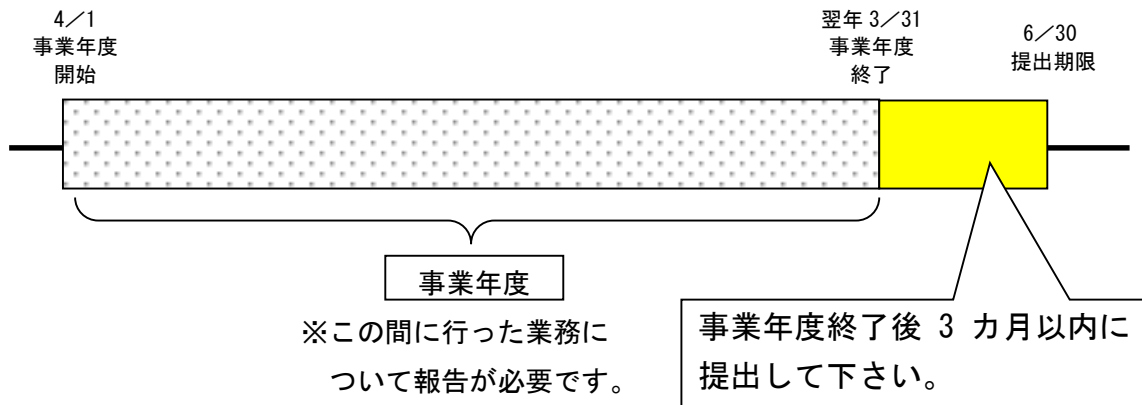 4／1
事業年度
開始
翌年 3／31
事業年度
終了
6／30
提出期限
事業年度
※この間に行った業務に
ついて報告が必要です。
事業年度終了後 3 カ月以内に
提出して下さい。